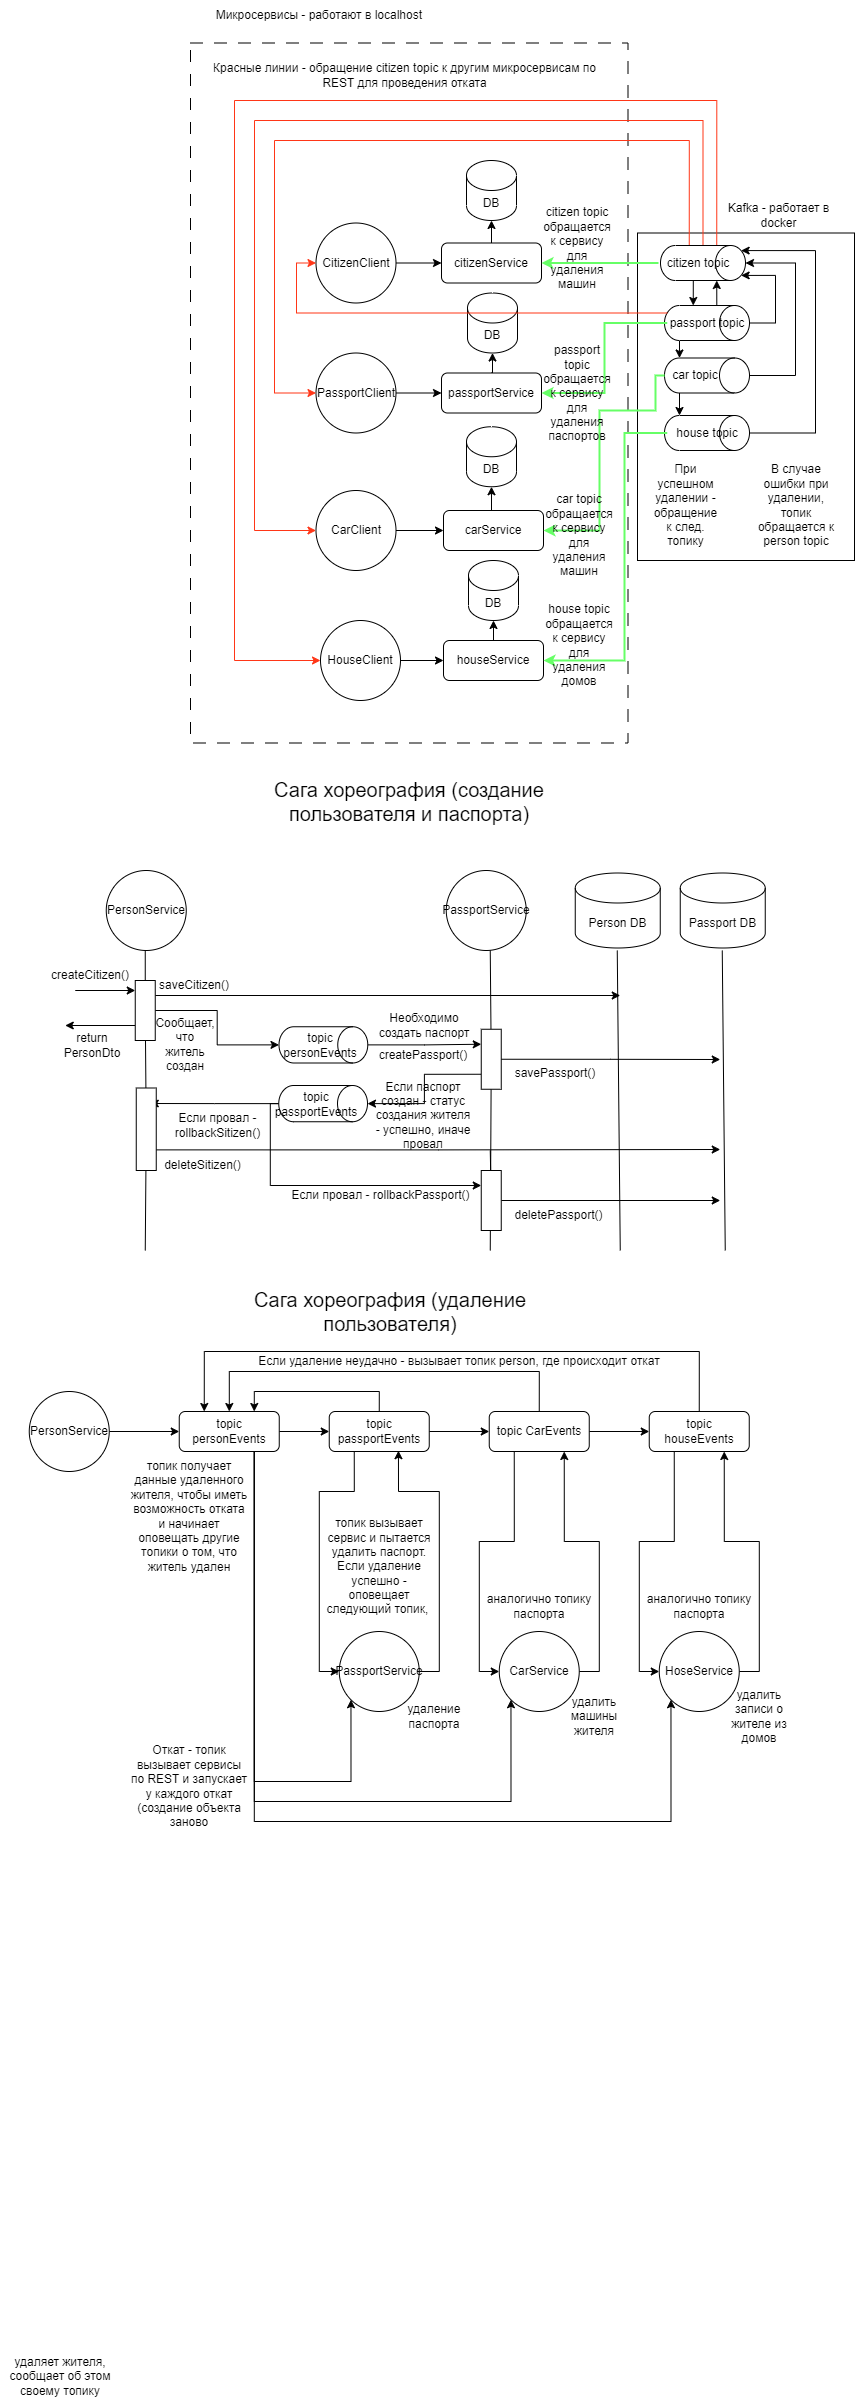 Микросервисы - работают в localhost
Красные линии - обращение citizen topic к другим микросервисам по
REST для проведения отката
DB
citizen topic
обращается
к сервису
для
удаления
машин
Kafka - работает в
docker
CitizenClient
citizenService
citizen topic
DB
passport topic
passport
topic
обращается
к сервису
для
удаления
паспортов
PassportClient
passportService
car topic
DB
house topic
При
успешном
удалении -
обращение
к след.
топику
В случае
ошибки при
удалении,
топик
обращается к
person topic
car topic
обращается
к сервису
для
удаления
машин
CarClient
carService
DB
house topic
обращается
к сервису
для
удаления
домов
HouseClient
houseService
Сага хореография (создание
пользователя и паспорта)
PersonService
PassportService
Person DB
Passport DB
createCitizen()
saveCitizen()
return
PersonDto
Сообщает,
что
житель
создан
topic
personEvents
Необходимо
создать паспорт
createPassport()
savePassport()
topic
passportEvents
Если паспорт
создан - статус
создания жителя
- успешно, иначе
провал
Если провал -
rollbackSitizen()
deleteSitizen()
Если провал - rollbackPassport()
deletePassport()
Сага хореография (удаление
пользователя)
Если удаление неудачно - вызывает топик person, где происходит откат
PersonService
topic
personEvents
topic
passportEvents
topic CarEvents
topic
houseEvents
топик получает
данные удаленного
жителя, чтобы иметь
возможность отката
и начинает
оповещать другие
топики о том, что
житель удален
топик вызывает
сервис и пытается
удалить паспорт.
Если удаление
успешно -
оповещает
следующий топик,
аналогично топику
паспорта
аналогично топику
паспорта
PassportService
CarService
HoseService
удаление
паспорта
удалить
машины
жителя
удалить
записи о
жителе из
домов
Откат - топик
вызывает сервисы
по REST и запускает
у каждого откат
(создание объекта
заново
удаляет жителя,
сообщает об этом
своему топику